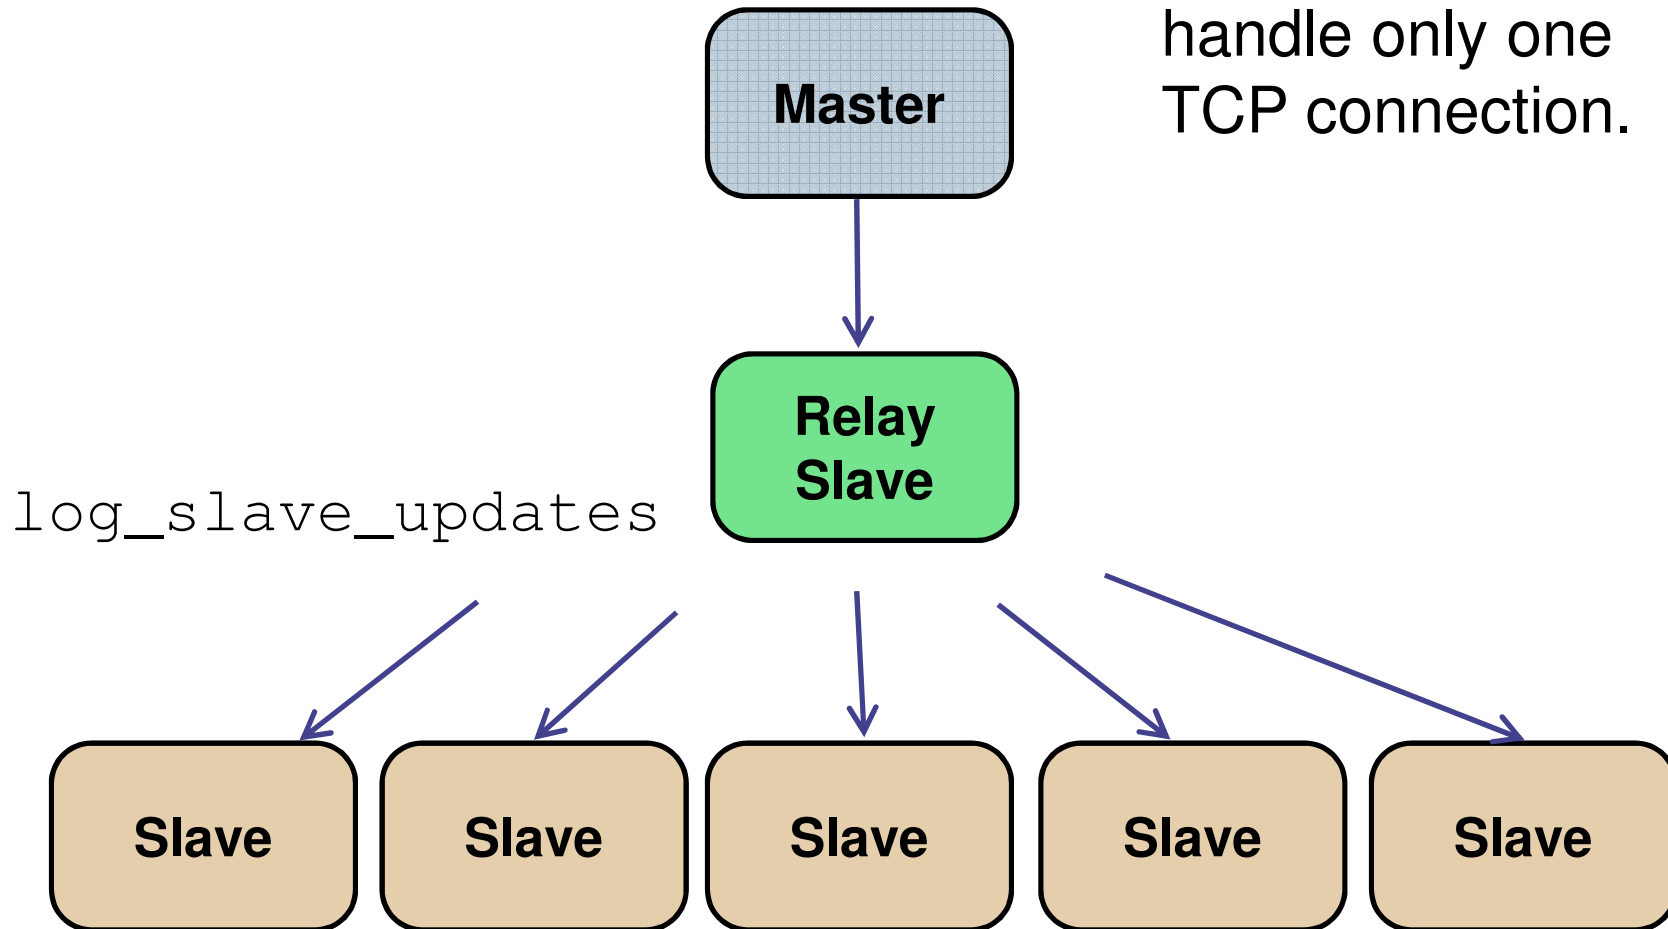 handle only one
TCP connection.
Master
Relay
Slave
log_slave_updates
Slave
Slave
Slave
Slave
Slave